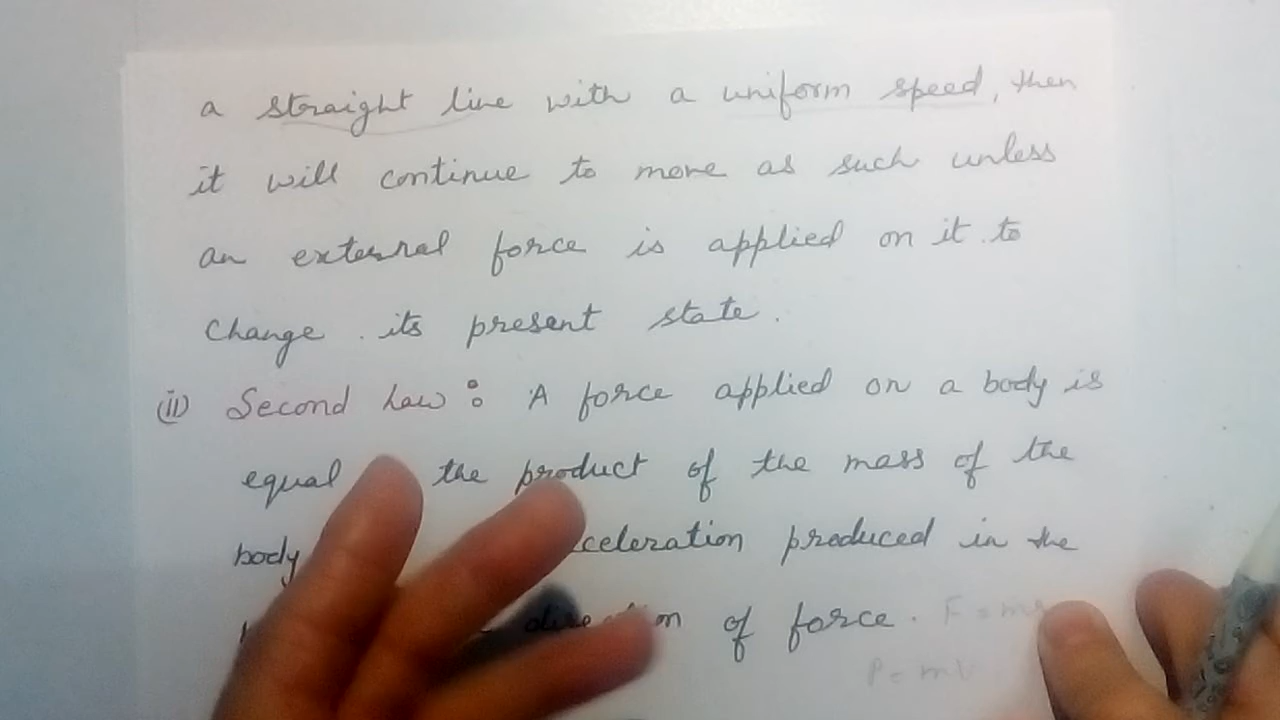 a straight line with a uniform speed, then
it will continue to move as such unless
an external force is applied on it to
change its present state.
(ii) Second Law : A force applied on a body is
equal the product of the mass of the
body celeration produced in the
of force. F = m
P = mv